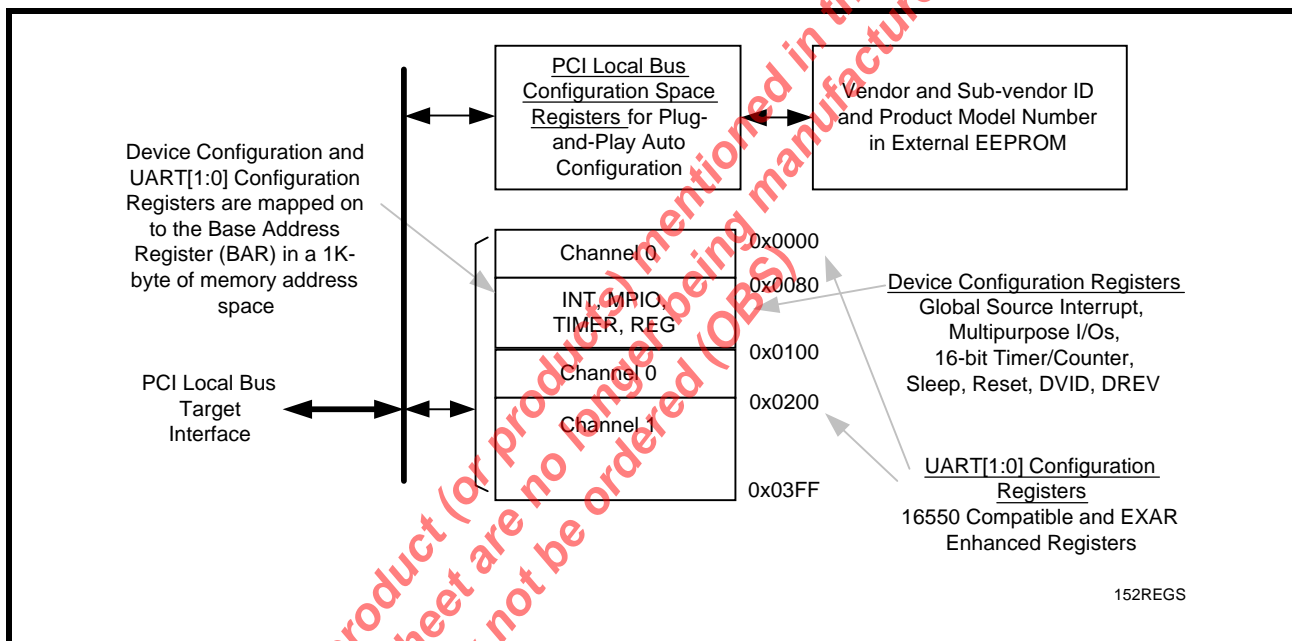 PCI Local Bus
Configuration Space
Registers for Plug-
and-Play Auto
Configuration
Vendor and Sub-vendor ID
and Product Model Number
in External EEPROM
Device Configuration and
UART[1:0] Configuration
Registers are mapped on
to the Base Address
Register (BAR) in a 1K-
byte of memory address
space
Channel 0
INT, MPIO,
TIMER, REG
Channel 0
Channel 1
0x0000
0x0080
0x0100
0x0200
0x03FF
Device Configuration Registers
Global Source Interrupt,
Multipurpose I/Os,
16-bit Timer/Counter,
Sleep, Reset, DVID, DREV
PCI Local Bus
Target
Interface
UART[1:0] Configuration
Registers
16550 Compatible and EXAR
Enhanced Registers
152REGS
product (or products) mentioned in
sheet are no longer being manufacture
not be ordered (OBS)